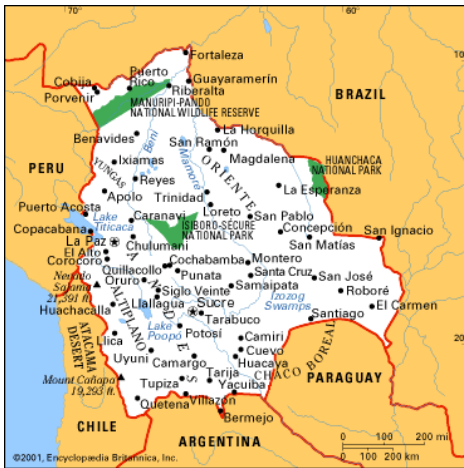 70°
60°
Fortaleza
Cobija
Puerto
Rico
Guayaramerín
Porvenir
Riberalta
BRAZIL
MANURIPI-PANDO
NATIONAL WILDLIFE RESERVE
Benavides
La Horquilla
Beni
San Ramón
Mamoré
HUANCHACA
NATIONAL PARK
PERU
YUNGAS
Ixiamas
ORIENTE
Magdalena
Reyes
La Esperanza
Apolo
Trinidad
Puerto Acosta
Lake
Titicaca
Caranavi
Loreto
San Pablo
Copacabana
ISIBORO-SÉCURE
NATIONAL PARK
Concepción
San Ignacio
La Paz
Chulumani
San Matías
El Alto
Corocoro
Quillacollo
Cochabamba
Montero
Nevado
Sajama
21,391 ft.
Oruro
Punata
Santa Cruz
San José
ANDES
Siglo Veinte
Samaipata
Roboré
Huachacalla
Llallagua
Sucre
Izozog
Swamps
El Carmen
ALTIPLANO
Tarabuco
Santiago
ATACAMA
DESERT
Lake
Poopó
Potosí
Llica
Camiri
20°
Uyuni
Cuevo
CHACO BOREAL
Camargo
Huacaya
Mount Cañapa
19,293 ft.
Tarija
PARAGUAY
Tupiza
Yacuiba
Quetena
Villazón
Bermejo
CHILE
ARGENTINA
0 100 200 mi
0 100 200 km
©2001, Encyclopædia Britannica, Inc.